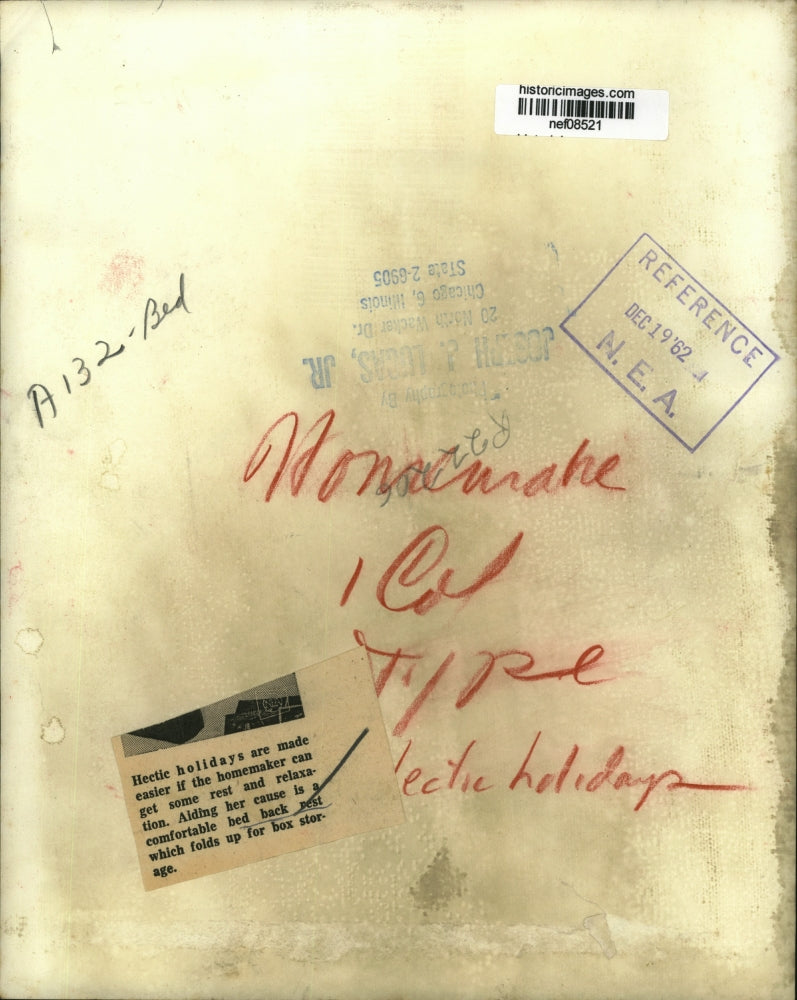 historicimages.com
nef08521
REFERENCE
DEC 19 '62
N. E. A.
A132-Bed
Photography By
JOSEPH J. LUCAS, JR.
20 North Wacker Dr.
Chicago 6, Illinois
STate 2-6905
Homemake
1 Col
Type
Hectic holidays
Hectic holidays are made
easier if the homemaker can
get some rest and relaxa-
tion. Aiding her cause is a
comfortable bed back rest
which folds up for box stor-
age.